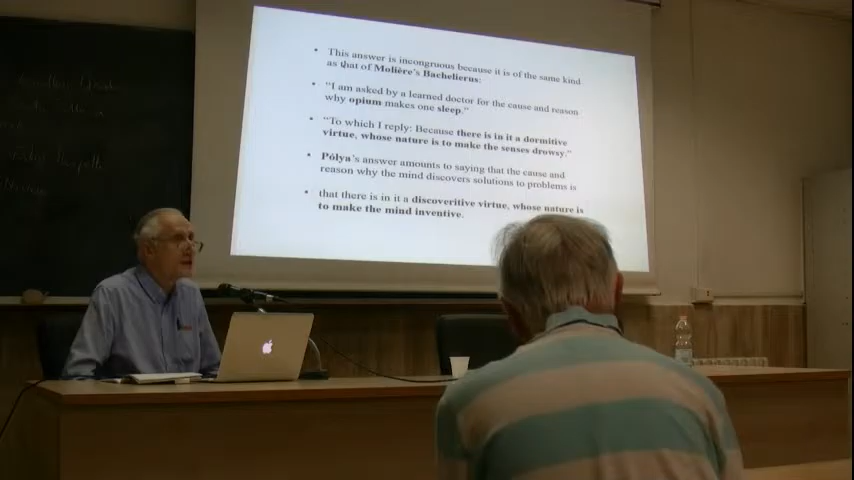 • This answer is incongruous because it is of the same kind
as that of Molière's Bachelierus:
• "I am asked by a learned doctor for the cause and reason
why opium makes one sleep."
• "To which I reply: Because there is in it a dormitive
virtue, whose nature is to make the senses drowsy."
• Pólya's answer amounts to saying that the cause and
reason why the mind discovers solutions to problems is
• that there is in it a discoveritive virtue, whose nature is
to make the mind inventive.